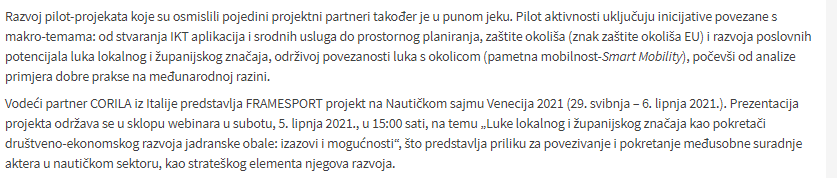 Razvoj pilot-projekata koje su osmislili pojedini projektni partneri također je u punom jeku. Pilot aktivnosti uključuju inicijative povezane s
makro-temama: od stvaranja IKT aplikacija i srodnih usluga do prostornog planiranja, zaštite okoliša (znak zaštite okoliša EU) i razvoja poslovnih
potencijala luka lokalnog i županijskog značaja, održivoj povezanosti luka s okolicom (pametna mobilnost-Smart Mobility), počevši od analize
primjera dobre prakse na međunarodnoj razini.
Vodeći partner CORILA iz Italije predstavlja FRAMESPORT projekt na Nautičkom sajmu Venecija 2021 (29. svibnja – 6. lipnja 2021.). Prezentacija
projekta održava se u sklopu webinara u subotu, 5. lipnja 2021., u 15:00 sati, na temu „Luke lokalnog i županijskog značaja kao pokretači
društveno-ekonomskog razvoja jadranske obale: izazovi i mogućnosti“, što predstavlja priliku za povezivanje i pokretanje međusobne suradnje
aktera u nautičkom sektoru, kao strateškog elementa njegova razvoja.